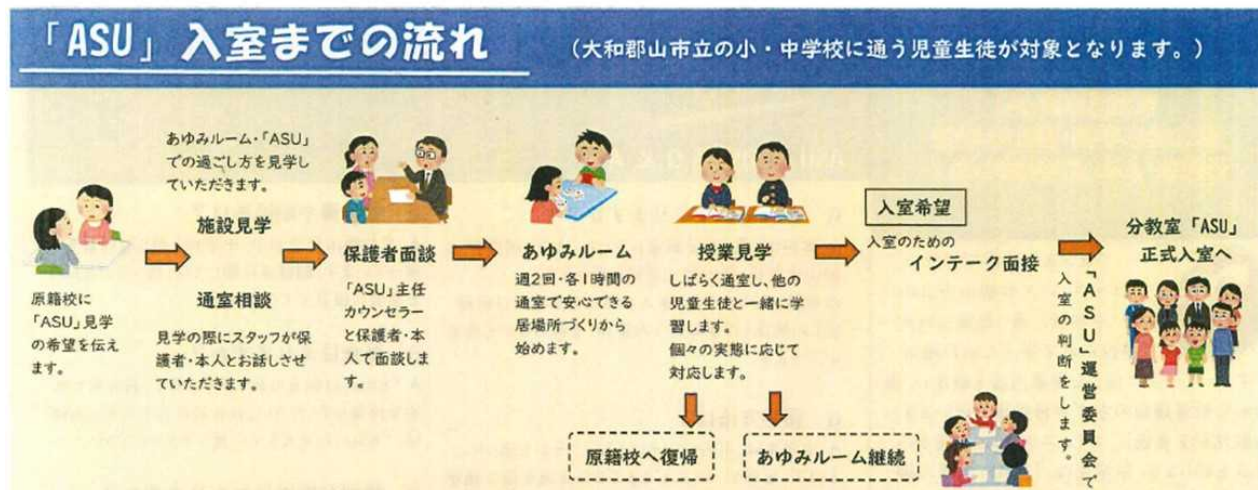 「ASU」入室までの流れ
(大和郡山市立の小・中学校に通う児童生徒が対象となります。)
原籍校に
「ASU」見学
の希望を伝え
ます。
あゆみルーム・「ASU」
での過ごし方を見学し
ていただきます。
施設見学
通室相談
見学の際にスタッフが保
護者・本人とお話しさせ
ていただきます。
保護者面談
「ASU」主任
カウンセラー
と保護者・本
人で面談しま
す。
あゆみルーム
週2回・各1時間の
通室で安心できる
居場所づくりから
始めます。
授業見学
しばらく通室し、他の
児童生徒と一緒に学
習します。
個々の実態に応じて
対応します。
原籍校へ復帰
あゆみルーム継続
入室希望
入室のための
インテーク面接
「ASU」運営委員会で
入室の判断をします。
分教室「ASU」
正式入室へ